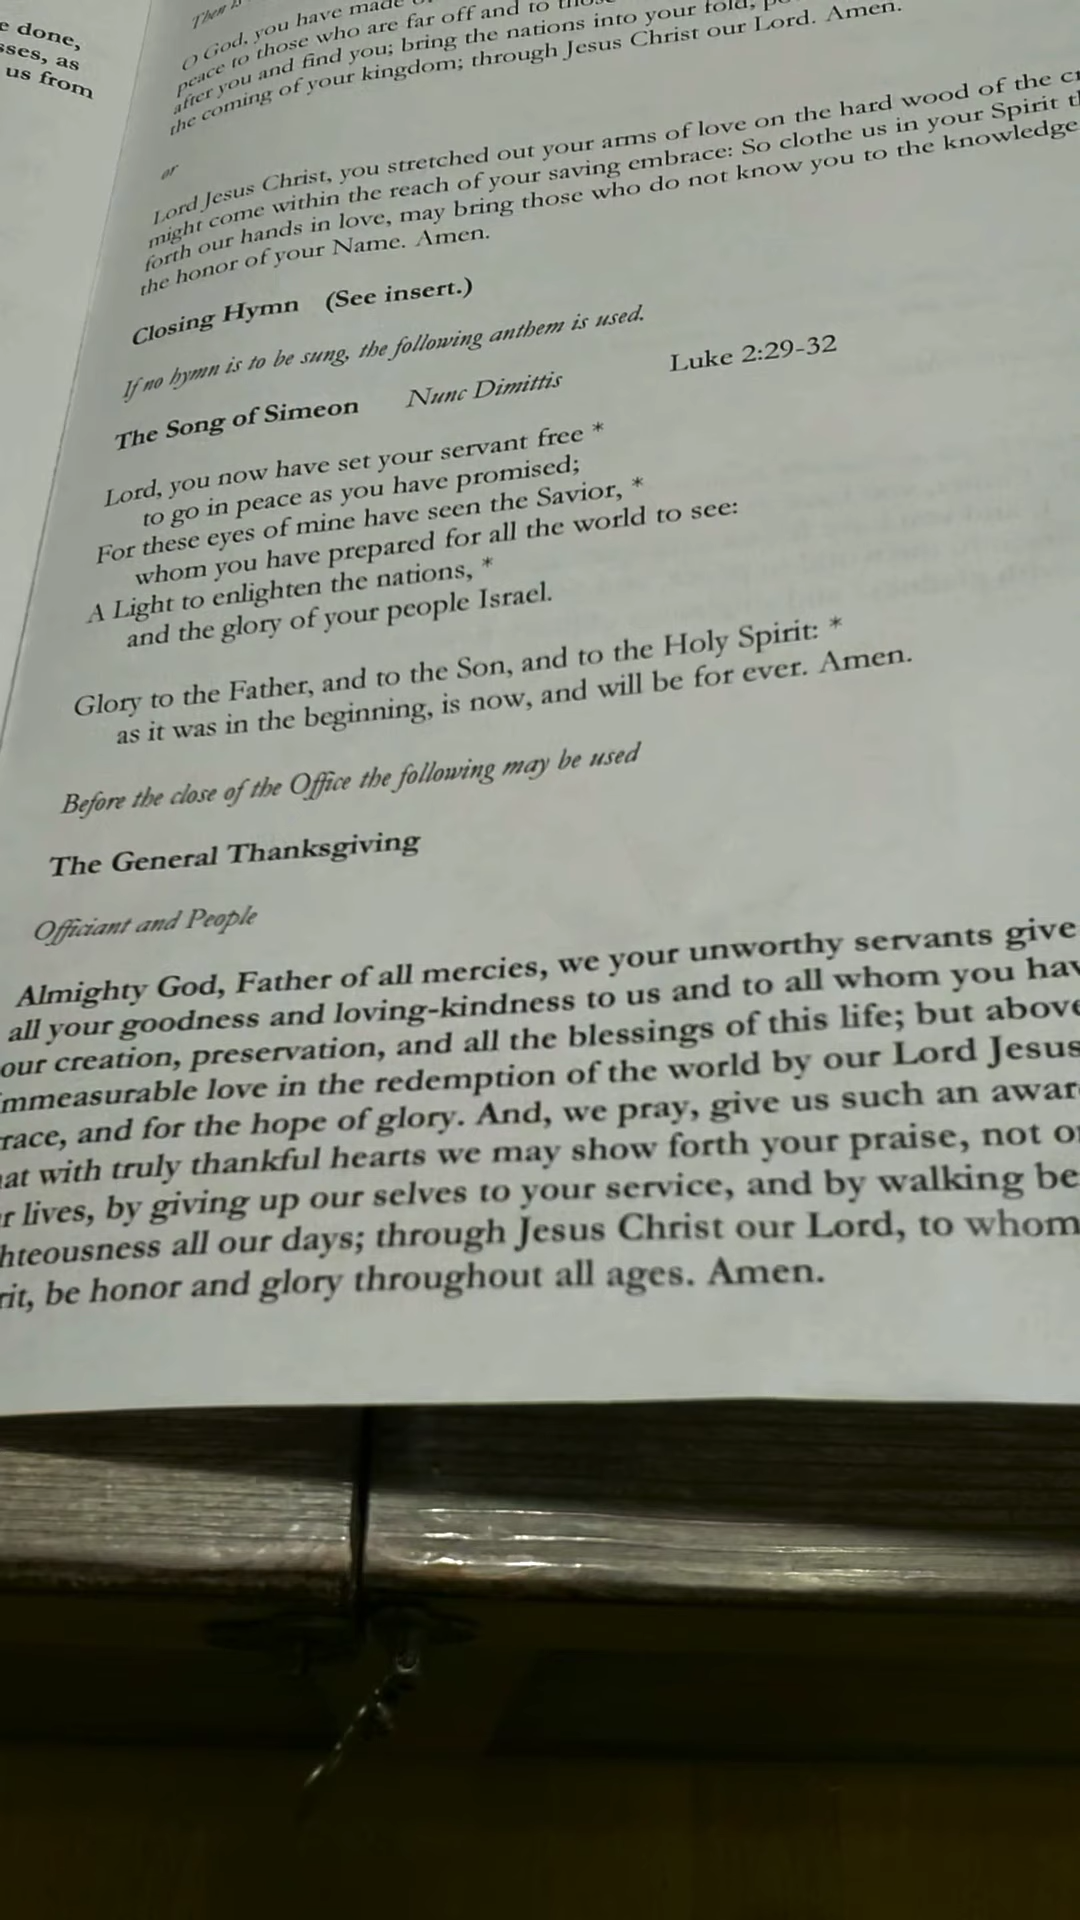 e done,
sses, as
us from
Then
O God, you have made
peace to those who are far off and to
after you and find you; bring the nations into your fold;
the coming of your kingdom; through Jesus Christ our Lord. Amen.
or
Lord Jesus Christ, you stretched out your arms of love on the hard wood of the
might come within the reach of your saving embrace: So clothe us in your Spirit
forth our hands in love, may bring those who do not know you to the knowledge
the honor of your Name. Amen.
Closing Hymn (See insert.)
If no hymn is to be sung, the following anthem is used.
The Song of Simeon Nunc Dimittis Luke 2:29-32
Lord, you now have set your servant free *
to go in peace as you have promised;
For these eyes of mine have seen the Savior, *
whom you have prepared for all the world to see:
A Light to enlighten the nations, *
and the glory of your people Israel.
Glory to the Father, and to the Son, and to the Holy Spirit: *
as it was in the beginning, is now, and will be for ever. Amen.
Before the close of the Office the following may be used
The General Thanksgiving
Officiant and People
Almighty God, Father of all mercies, we your unworthy servants give
all your goodness and loving-kindness to us and to all whom you hav
our creation, preservation, and all the blessings of this life; but above
mmeasurable love in the redemption of the world by our Lord Jesus
race, and for the hope of glory. And, we pray, give us such an awar
at with truly thankful hearts we may show forth your praise, not o
r lives, by giving up our selves to your service, and by walking be
hteousness all our days; through Jesus Christ our Lord, to whom
rit, be honor and glory throughout all ages. Amen.